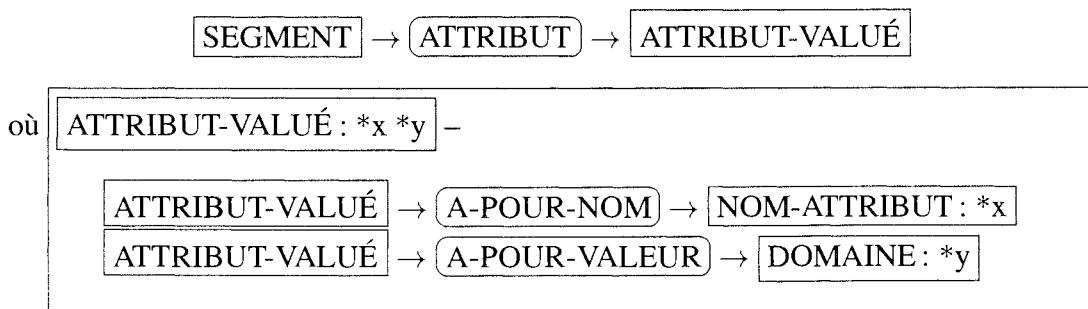 SEGMENT → ATTRIBUT → ATTRIBUT-VALUÉ
où ATTRIBUT-VALUÉ : *x *y –
ATTRIBUT-VALUÉ → A-POUR-NOM → NOM-ATTRIBUT : *x
ATTRIBUT-VALUÉ → A-POUR-VALEUR → DOMAINE : *y